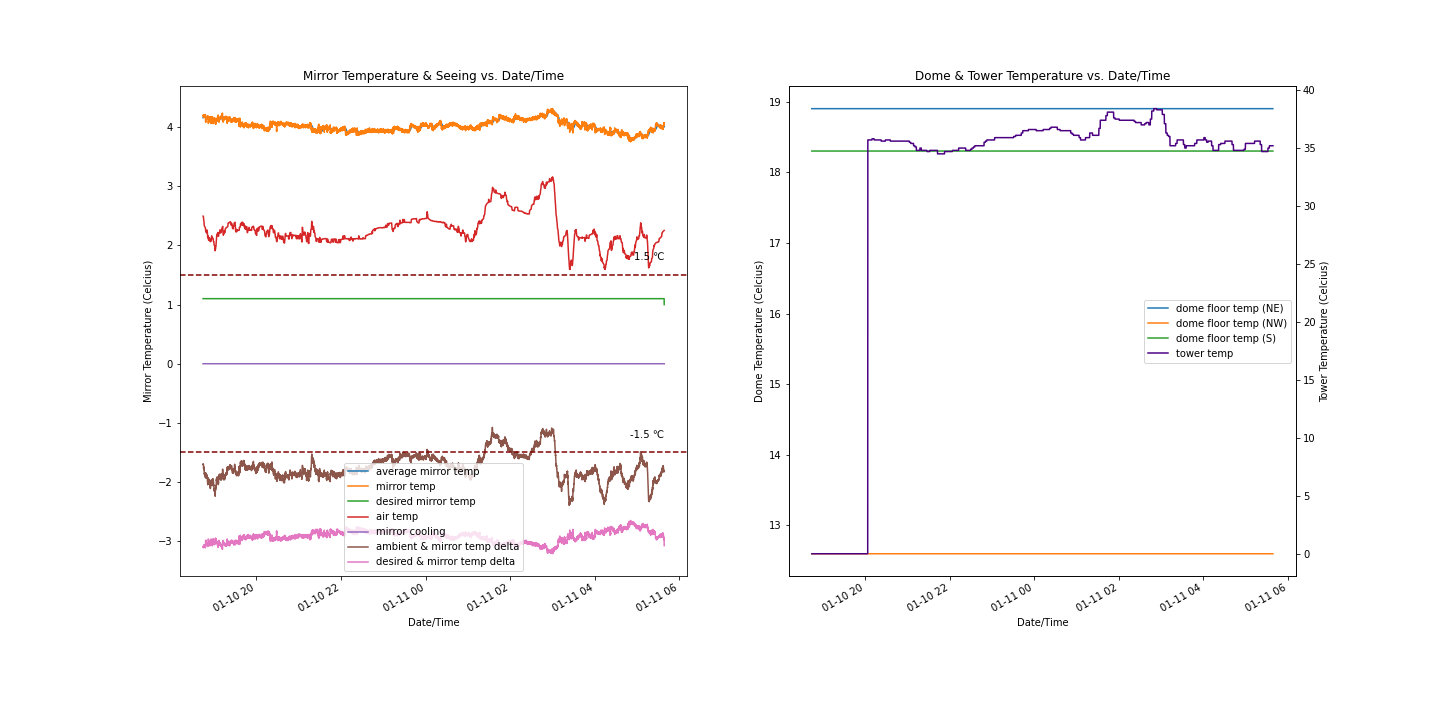 Mirror Temperature & Seeing vs. Date/Time
Mirror Temperature (Celcius)
4
3
2
1
0
−1
−2
−3
1.5 °C
-1.5 °C
average mirror temp
mirror temp
desired mirror temp
air temp
mirror cooling
ambient & mirror temp delta
desired & mirror temp delta
01-10 20
01-10 22
01-11 00
01-11 02
01-11 04
01-11 06
Date/Time
Dome & Tower Temperature vs. Date/Time
Dome Temperature (Celcius)
19
18
17
16
15
14
13
dome floor temp (NE)
dome floor temp (NW)
dome floor temp (S)
tower temp
40
35
30
25
20
15
10
5
0
Tower Temperature (Celcius)
01-10 20
01-10 22
01-11 00
01-11 02
01-11 04
01-11 06
Date/Time